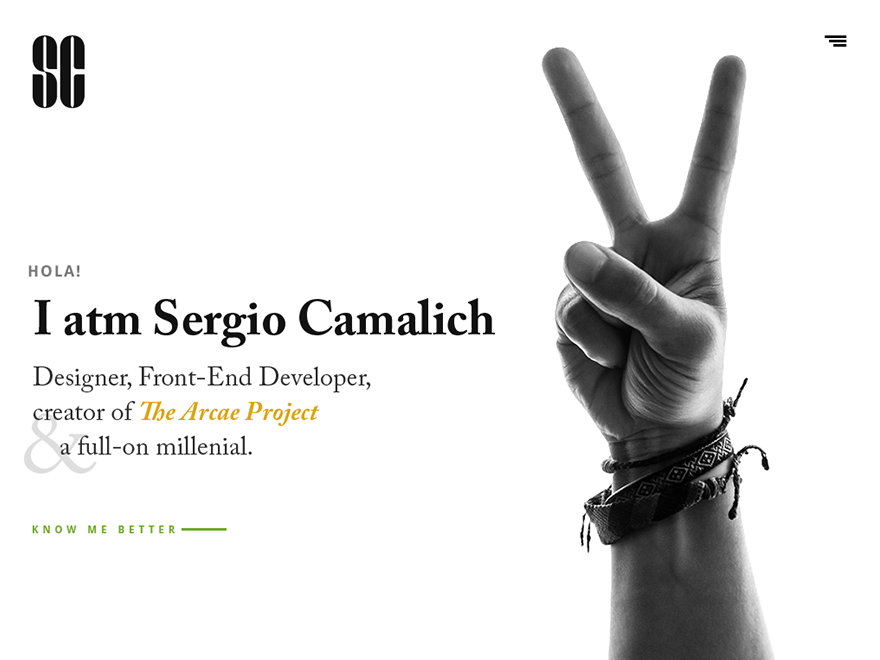 SC
HOLA!
I atm Sergio Camalich
Designer, Front-End Developer,
creator of The Arcae Project
& a full-on millenial.
KNOW ME BETTER